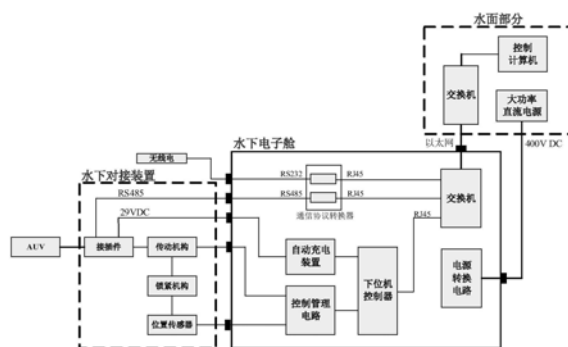 水面部分
控制
计算机
交换机
大功率
直流电源
以太网
400V DC
水下电子舱
无线电
水下对接装置
RS232
RJ45
RS485
RS485
RJ45
通信协议转换器
交换机
29VDC
RJ45
AUV
接插件
传动机构
自动充电
装置
下位机
控制器
电源
转换
电路
锁紧机构
控制管理
电路
位置传感器